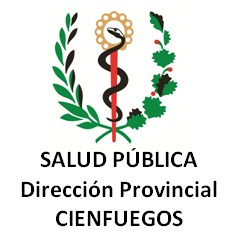 SALUD PÚBLICA
Dirección Provincial
CIENFUEGOS